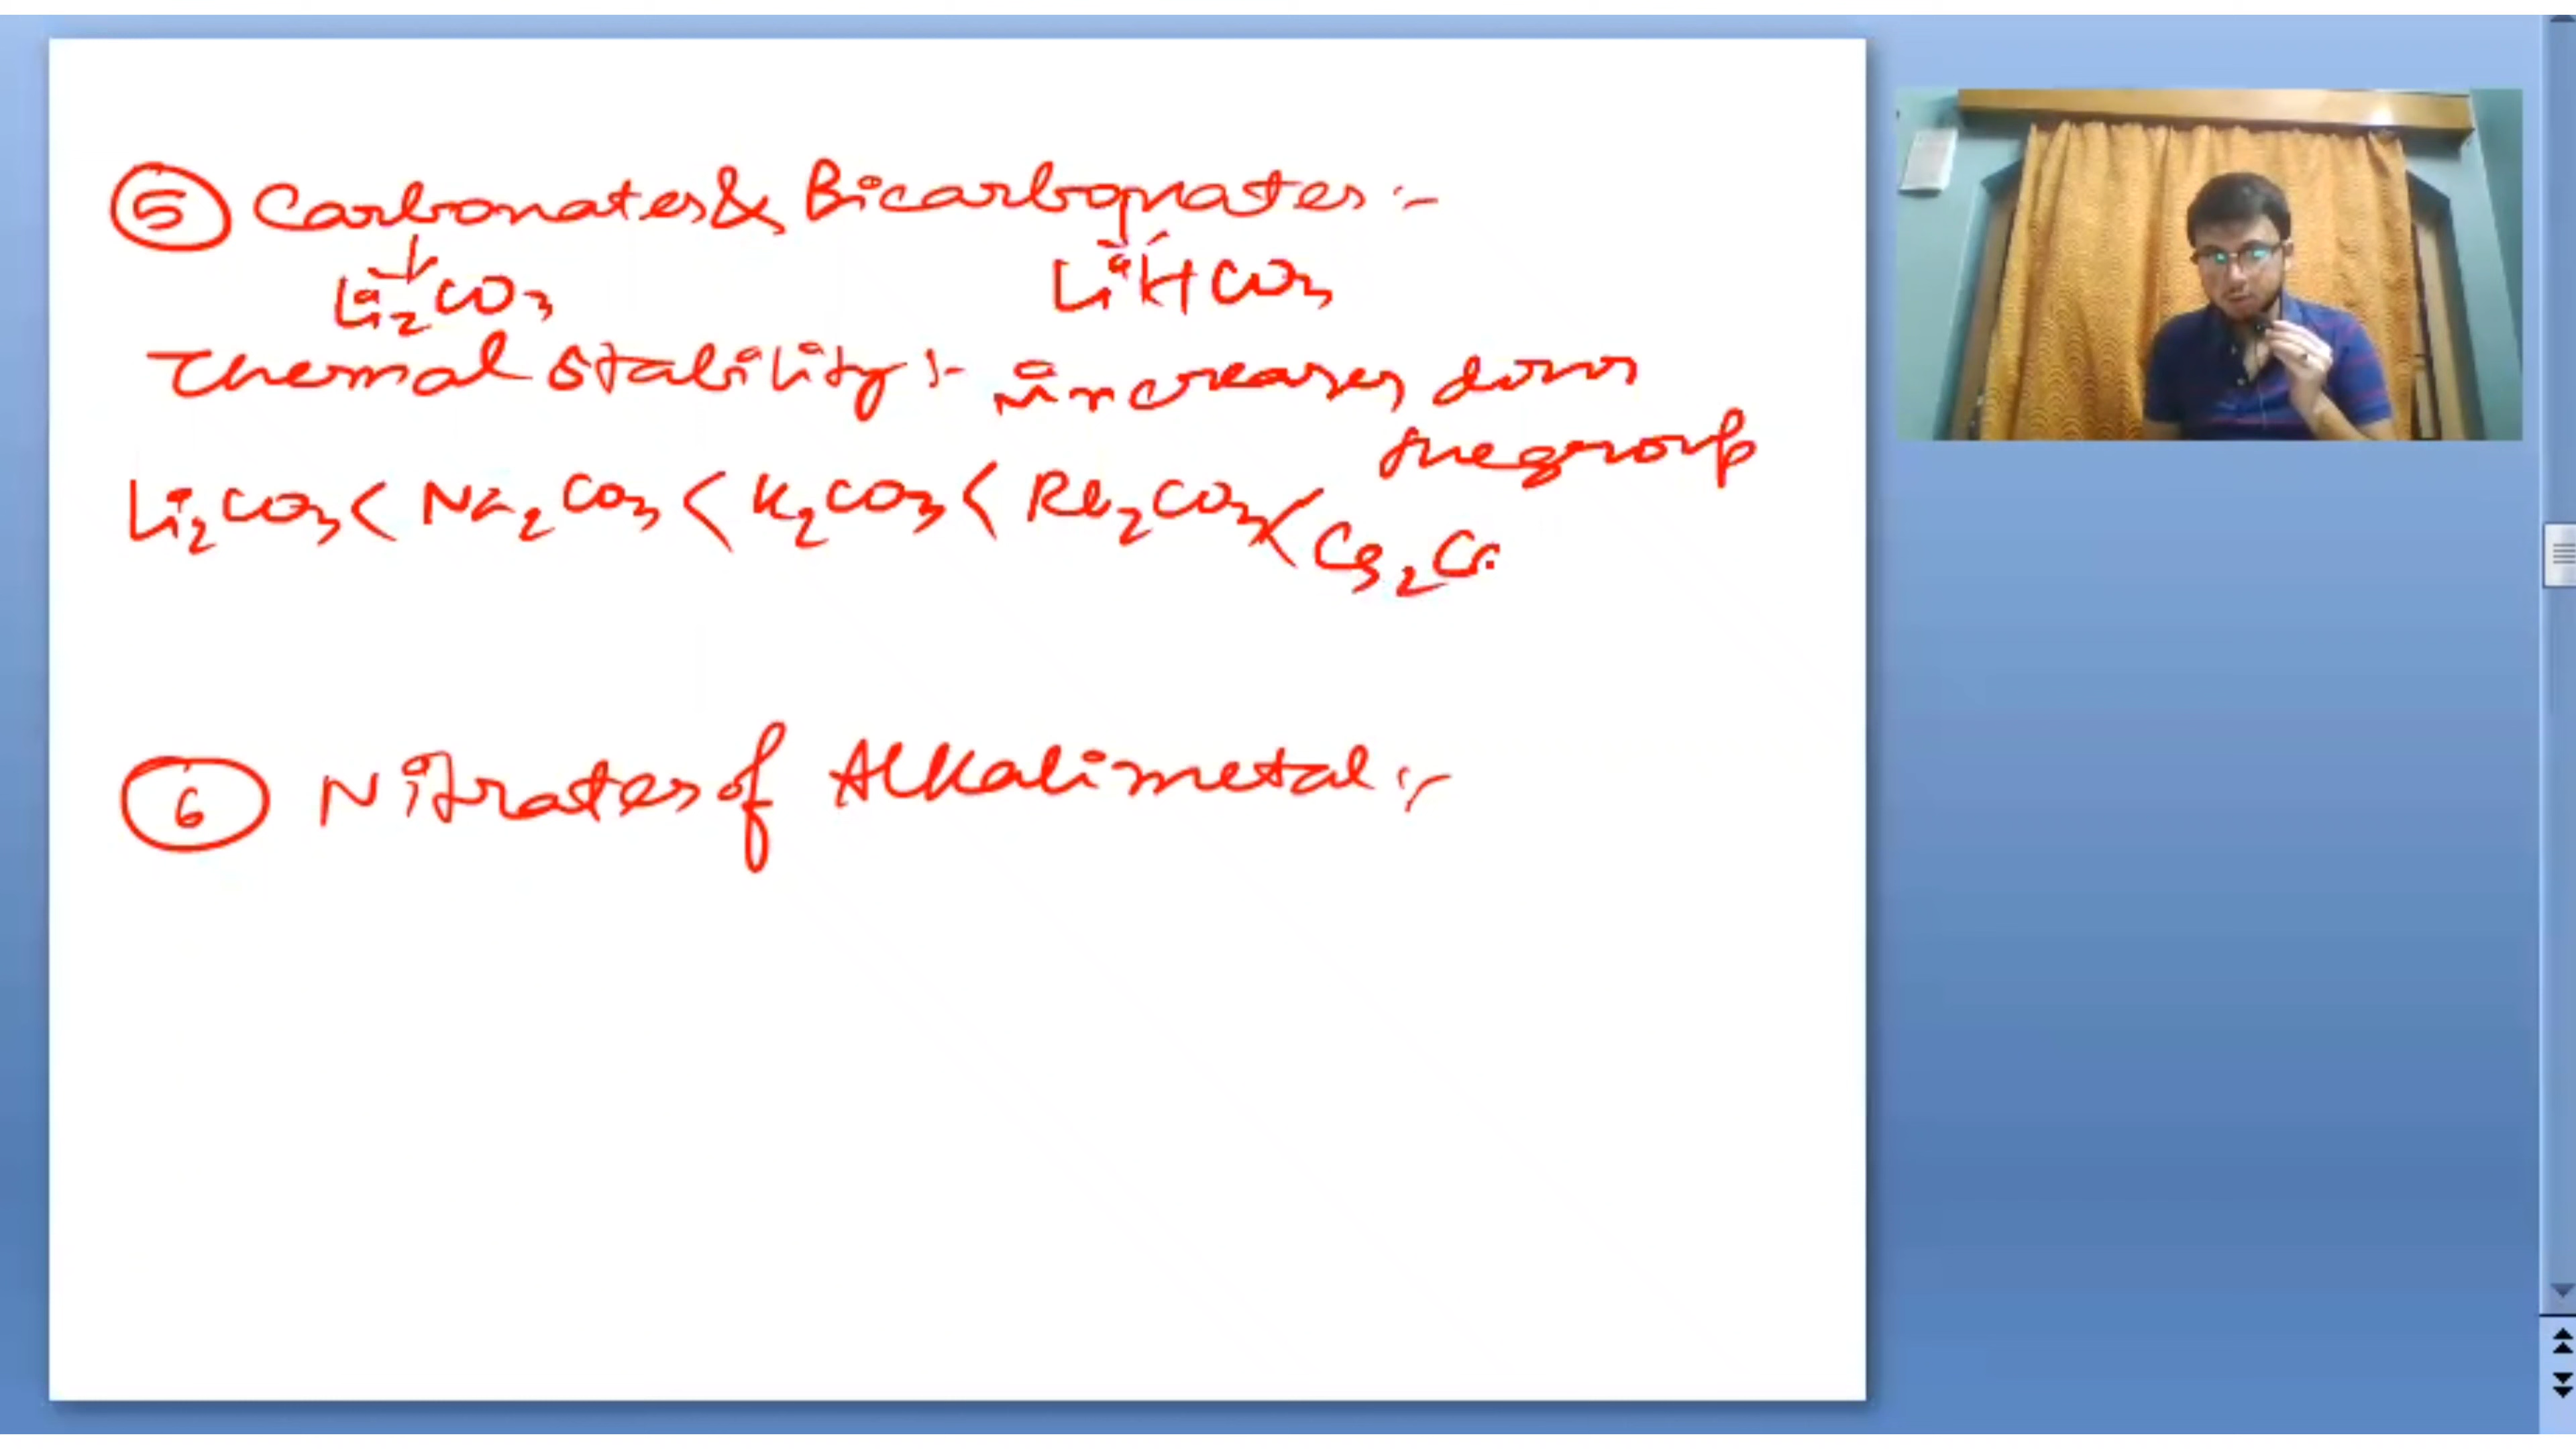 5 Carbonates & Bicarbonates :-
Li2CO3 LiHCO3
Thermal Stability :- increases down
the group
Li2CO3 < Na2CO3 < K2CO3 < Rb2CO3 < Cs2Co
6 Nitrates of Alkali metal :-